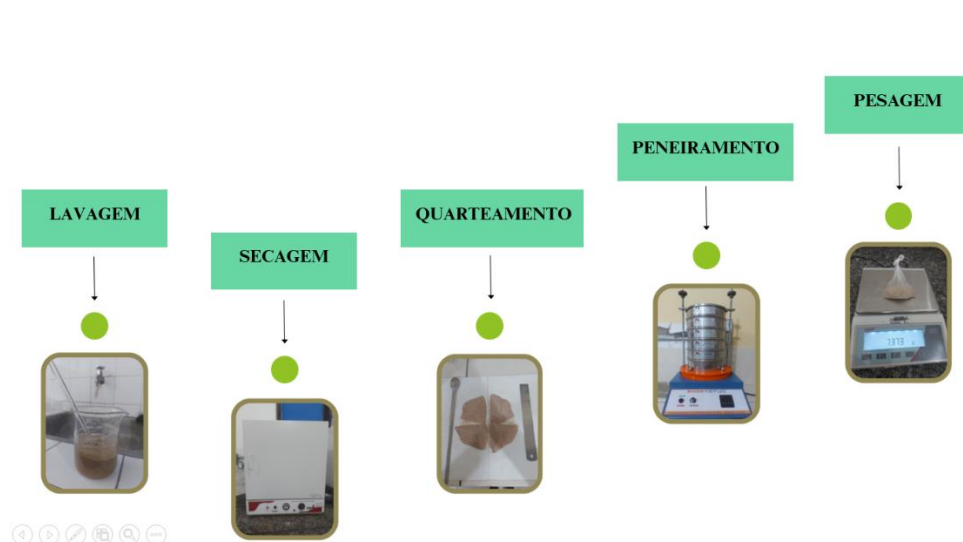 LAVAGEM
SECAGEM
QUARTEAMENTO
PENEIRAMENTO
PESAGEM